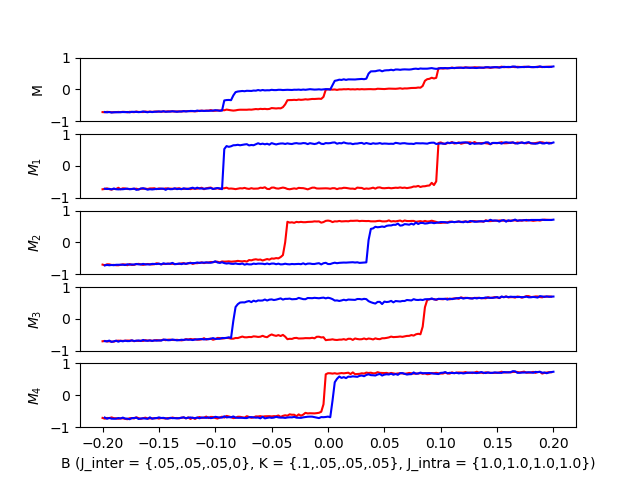 1
0
−1
M
1
0
−1
M₁
1
0
−1
M₂
1
0
−1
M₃
1
0
−1
M₄
−0.20 −0.15 −0.10 −0.05 0.00 0.05 0.10 0.15 0.20
B (J_inter = {.05,.05,.05,0}, K = {.1,.05,.05,.05}, J_intra = {1.0,1.0,1.0,1.0})